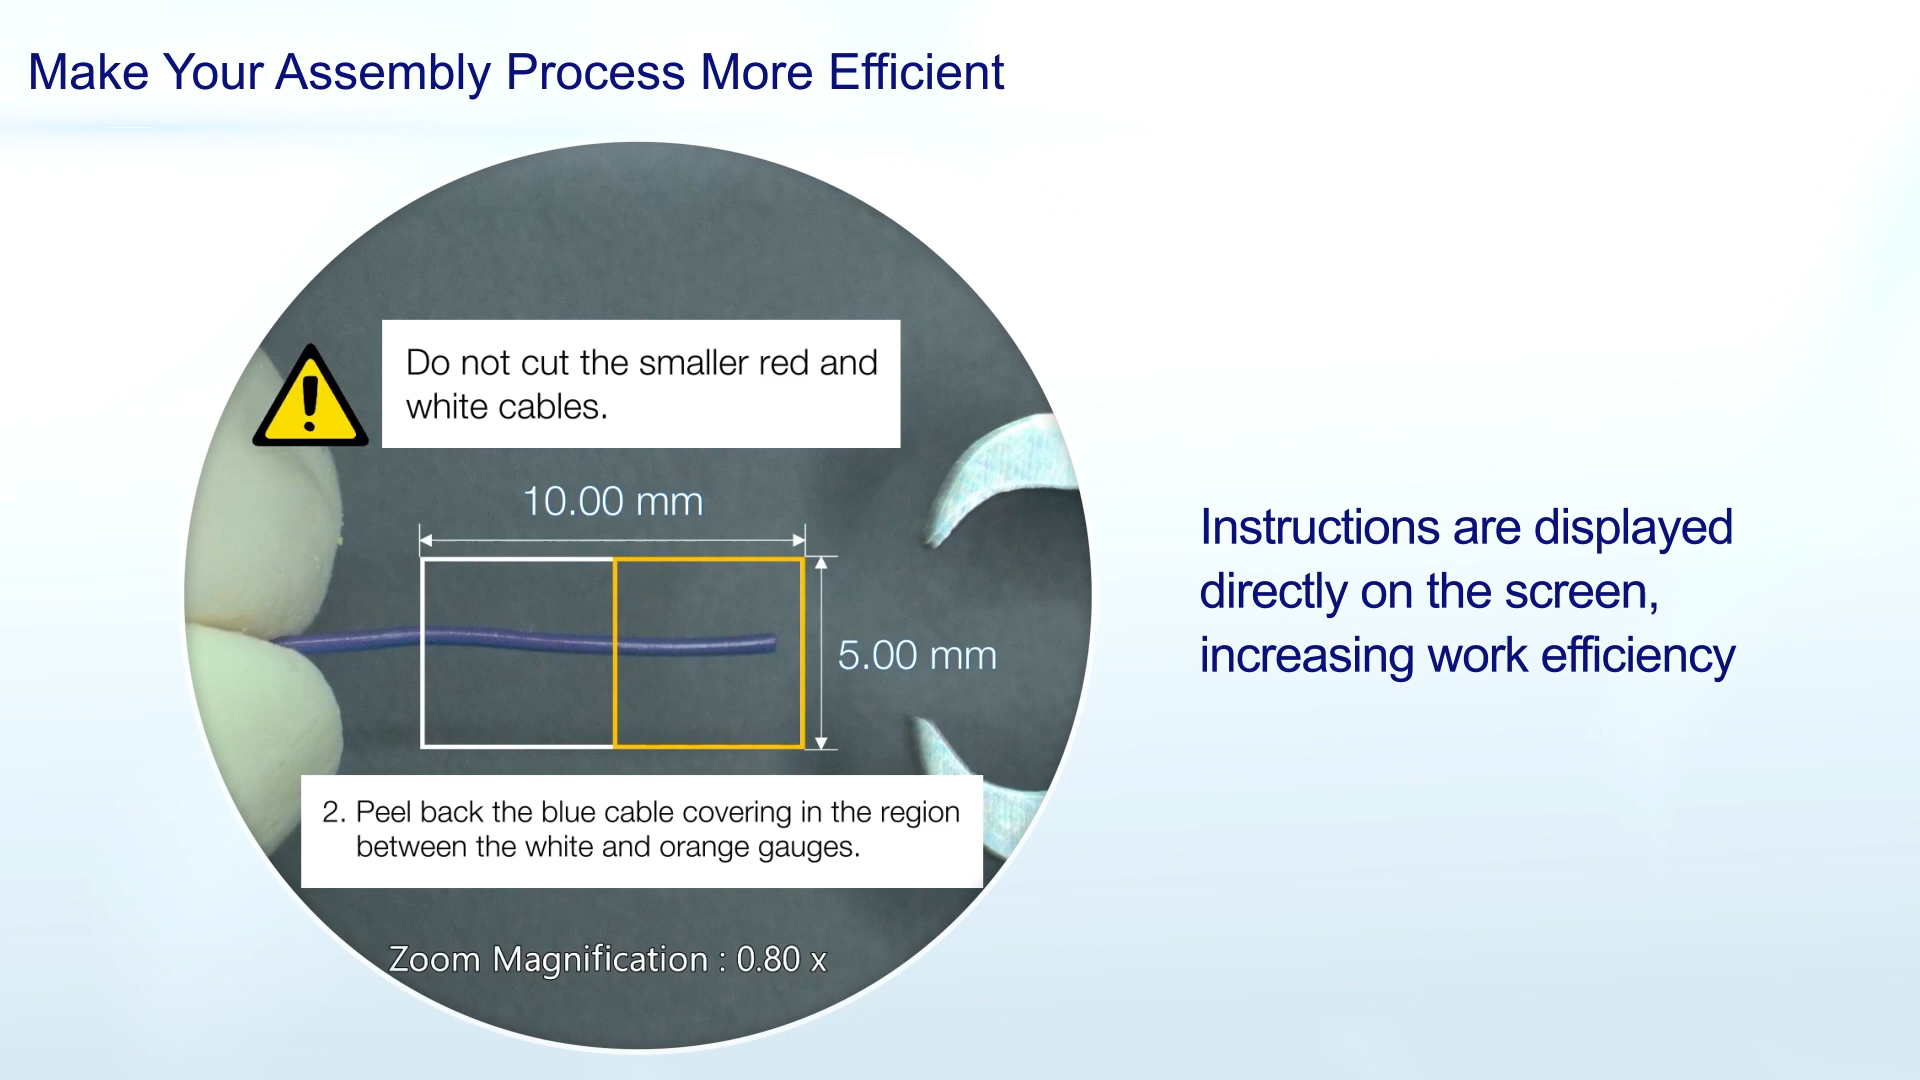 Make Your Assembly Process More Efficient
Do not cut the smaller red and
white cables.
10.00 mm
5.00 mm
2. Peel back the blue cable covering in the region
between the white and orange gauges.
Zoom Magnification : 0.80 x
Instructions are displayed
directly on the screen,
increasing work efficiency